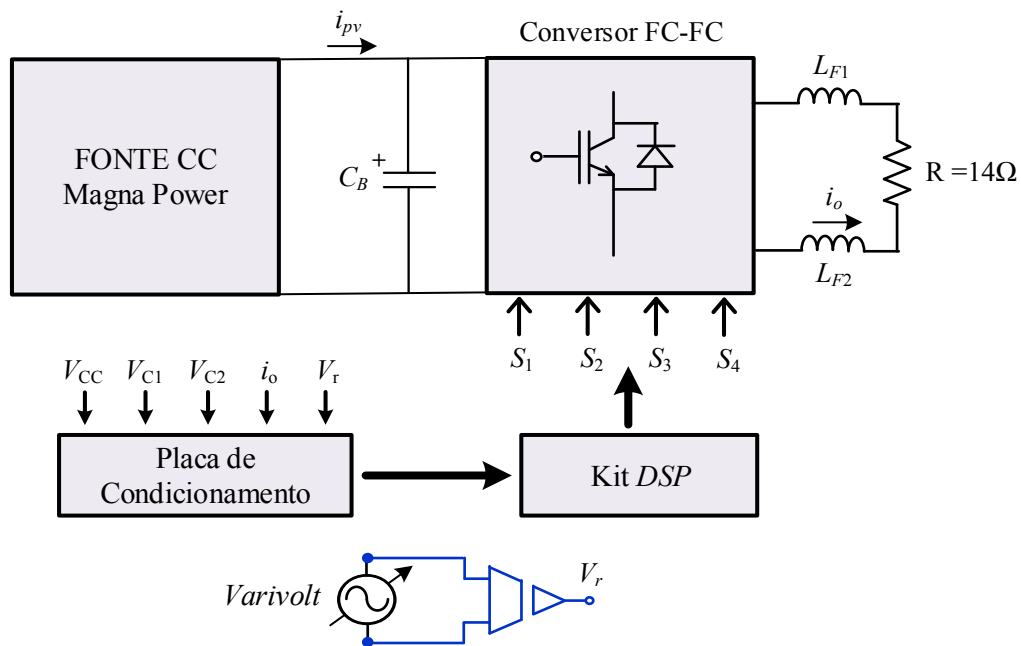 i_pv
Conversor FC-FC
FONTE CC
Magna Power
C_B
+
L_F1
R =14Ω
i_o
L_F2
S_1 S_2 S_3 S_4
V_CC V_C1 V_C2 i_o V_r
Placa de
Condicionamento
Kit DSP
Varivolt
V_r